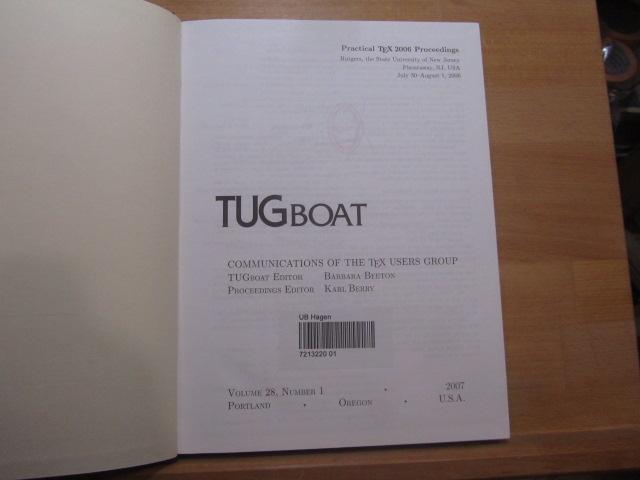 Practical TEX 2006 Proceedings
Rutgers, the State University of New Jersey
Piscataway, NJ, USA
July 30–August 1, 2006
TUGBOAT
COMMUNICATIONS OF THE TEX USERS GROUP
TUGBOAT EDITOR BARBARA BEETON
PROCEEDINGS EDITOR KARL BERRY
UB Hagen
7213220 01
VOLUME 28, NUMBER 1 • 2007
PORTLAND • OREGON • U.S.A.